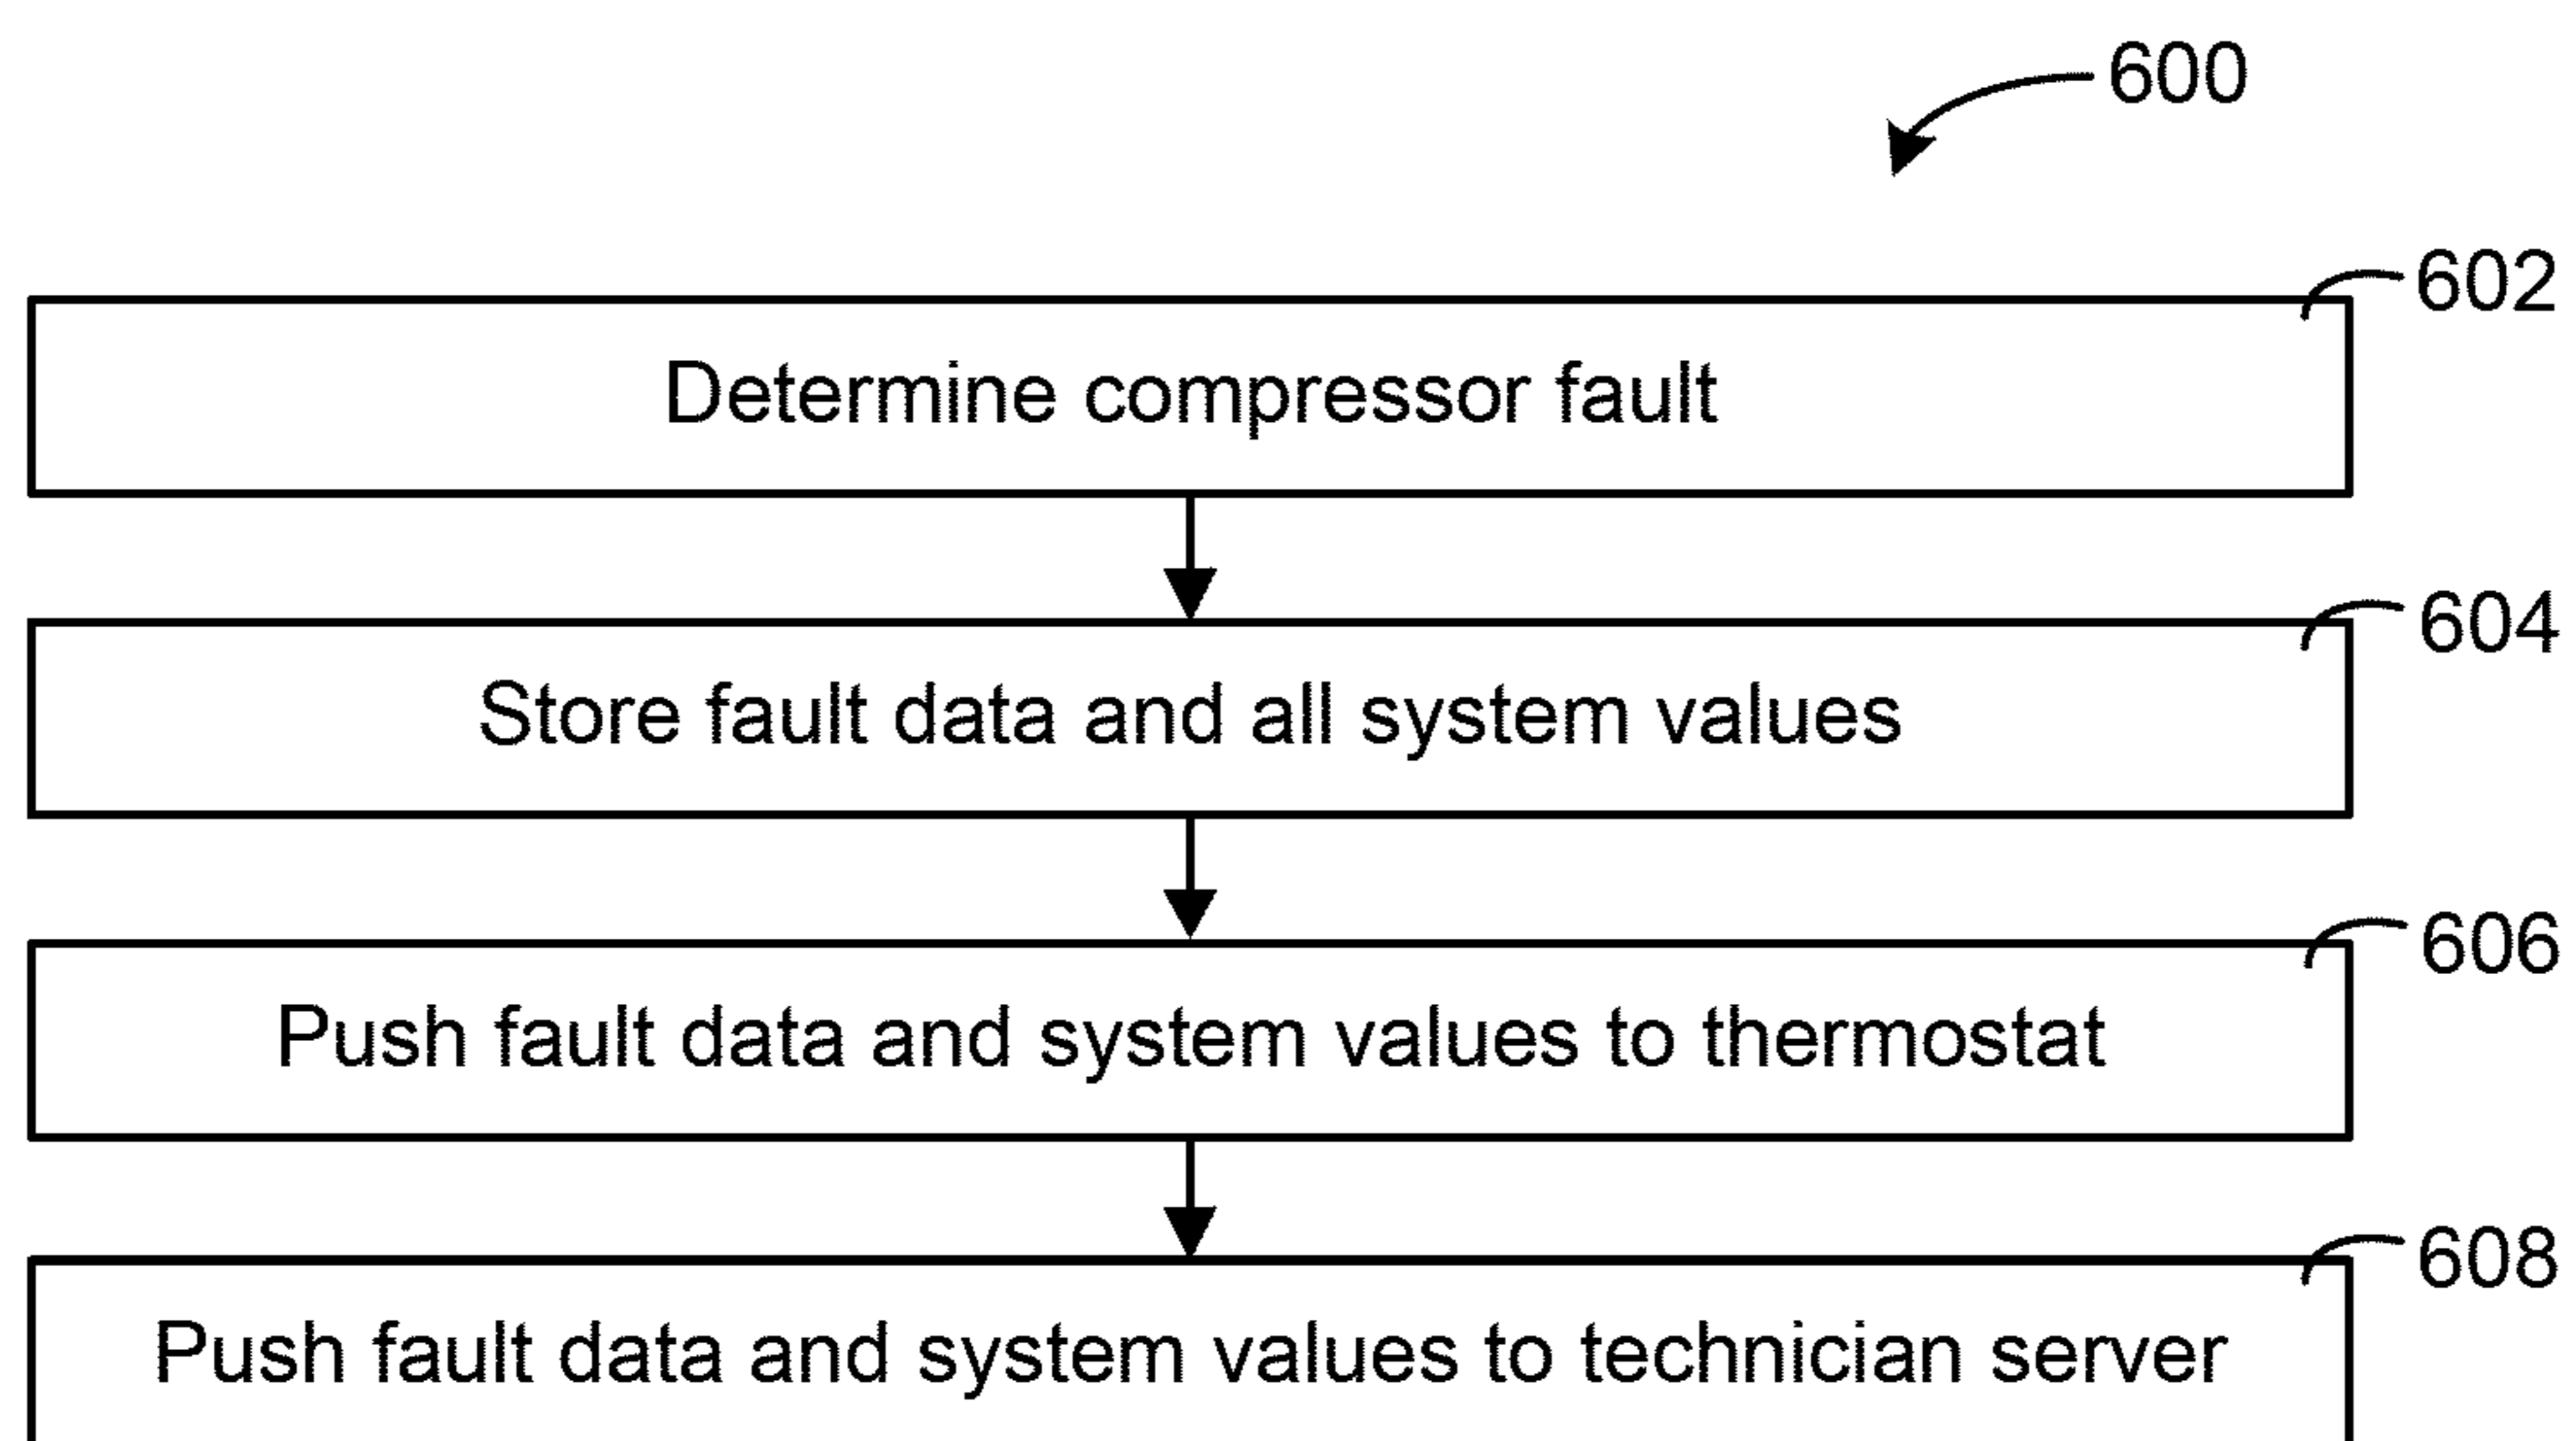 600
602
Determine compressor fault
604
Store fault data and all system values
606
Push fault data and system values to thermostat
608
Push fault data and system values to technician server